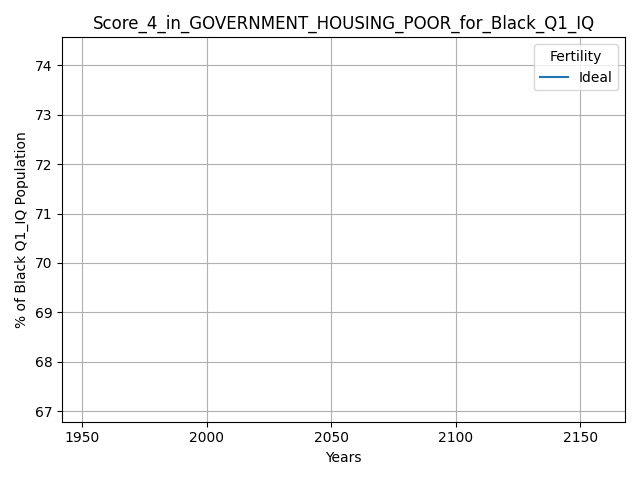 Score_4_in_GOVERNMENT_HOUSING_POOR_for_Black_Q1_IQ
Fertility
Ideal
% of Black Q1_IQ Population
74
73
72
71
70
69
68
67
1950 2000 2050 2100 2150
Years